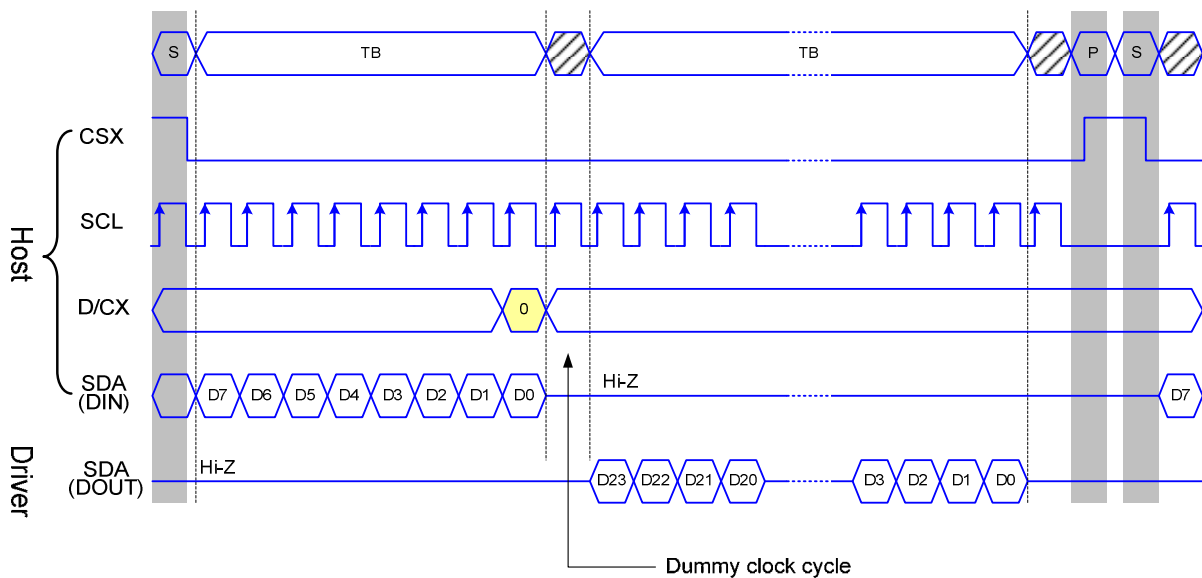 S TB TB P S
CSX
SCL
D/CX 0
Host
SDA
(DIN) D7 D6 D5 D4 D3 D2 D1 D0 Hi-Z D7
Driver
SDA
(DOUT) Hi-Z D23 D22 D21 D20 D3 D2 D1 D0
Dummy clock cycle